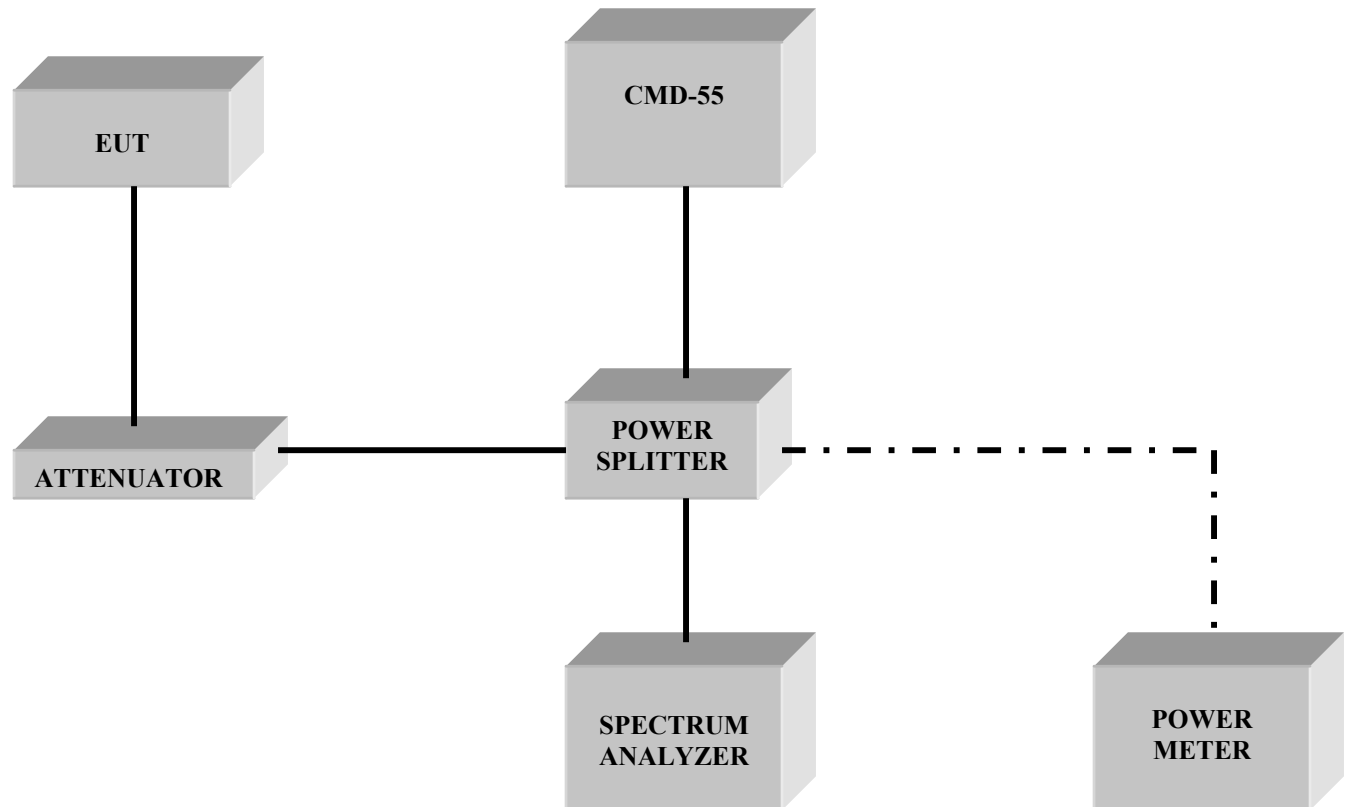 CMD-55
EUT
POWER
SPLITTER
ATTENUATOR
SPECTRUM
ANALYZER
POWER
METER